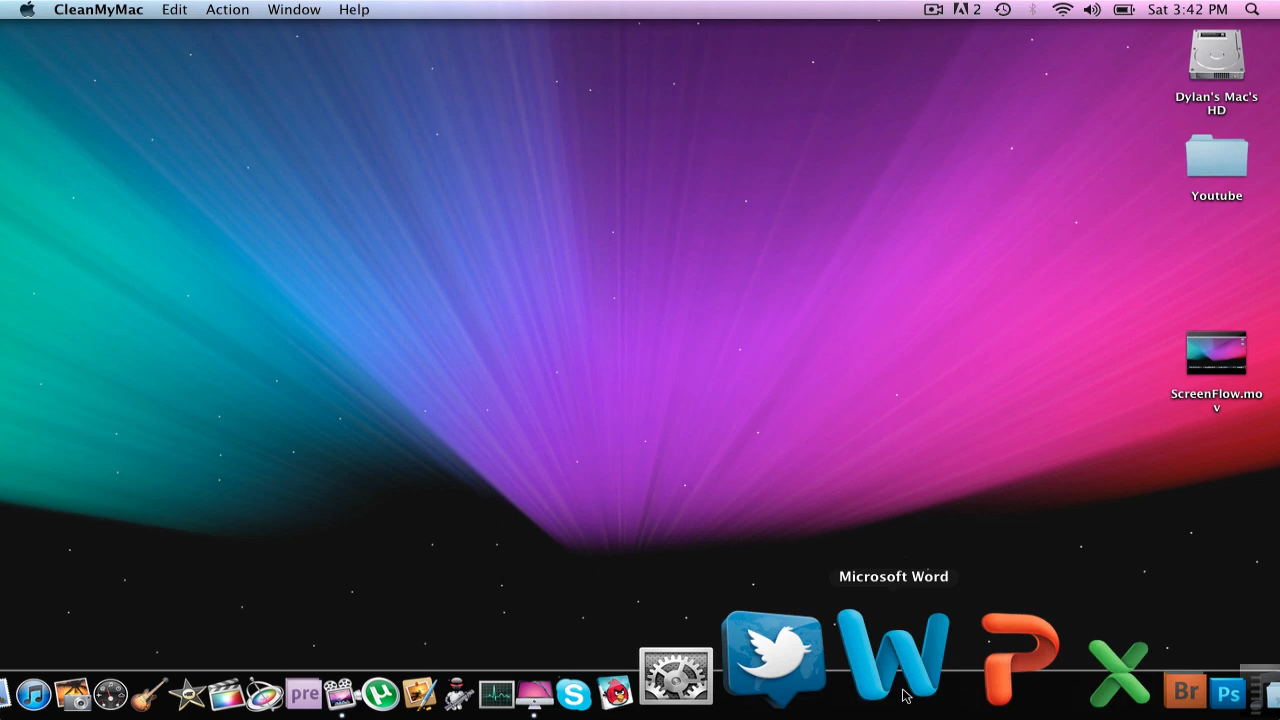 CleanMyMac Edit Action Window Help 2 Sat 3:42 PM
Dylan's Mac's
HD
Youtube
ScreenFlow.mo
v
Microsoft Word
pre
Br
Ps